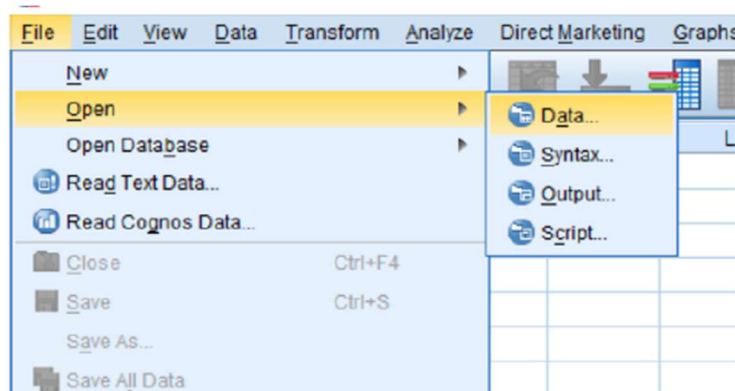 File Edit View Data Transform Analyze Direct Marketing Graphs
New
Open
Data...
Open Database
Syntax...
Read Text Data...
Output...
Read Cognos Data...
Script...
Close Ctrl+F4
Save Ctrl+S
Save As...
Save All Data